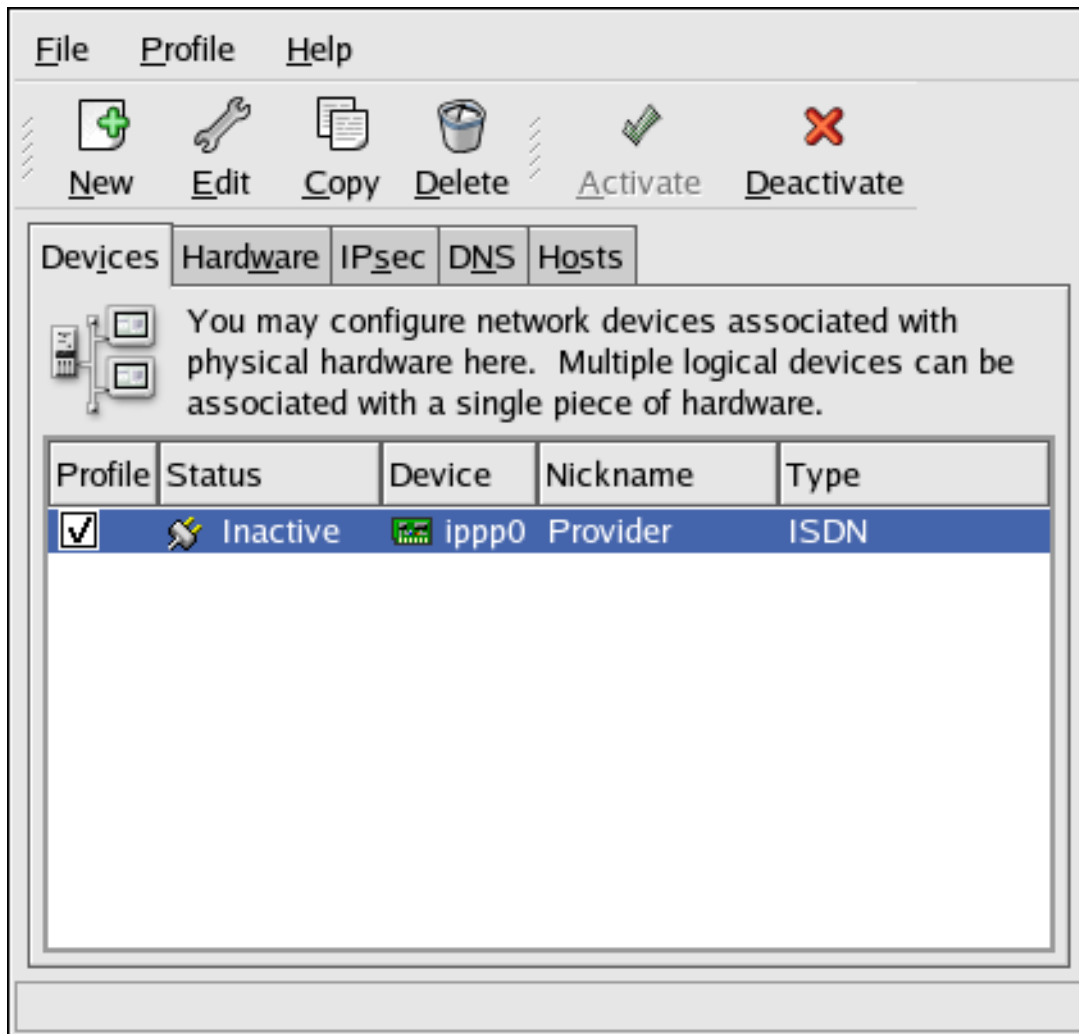 File Profile Help
New Edit Copy Delete Activate Deactivate
Devices Hardware IPsec DNS Hosts
You may configure network devices associated with
physical hardware here.  Multiple logical devices can be
associated with a single piece of hardware.
Profile Status Device Nickname Type
Inactive ippp0 Provider ISDN